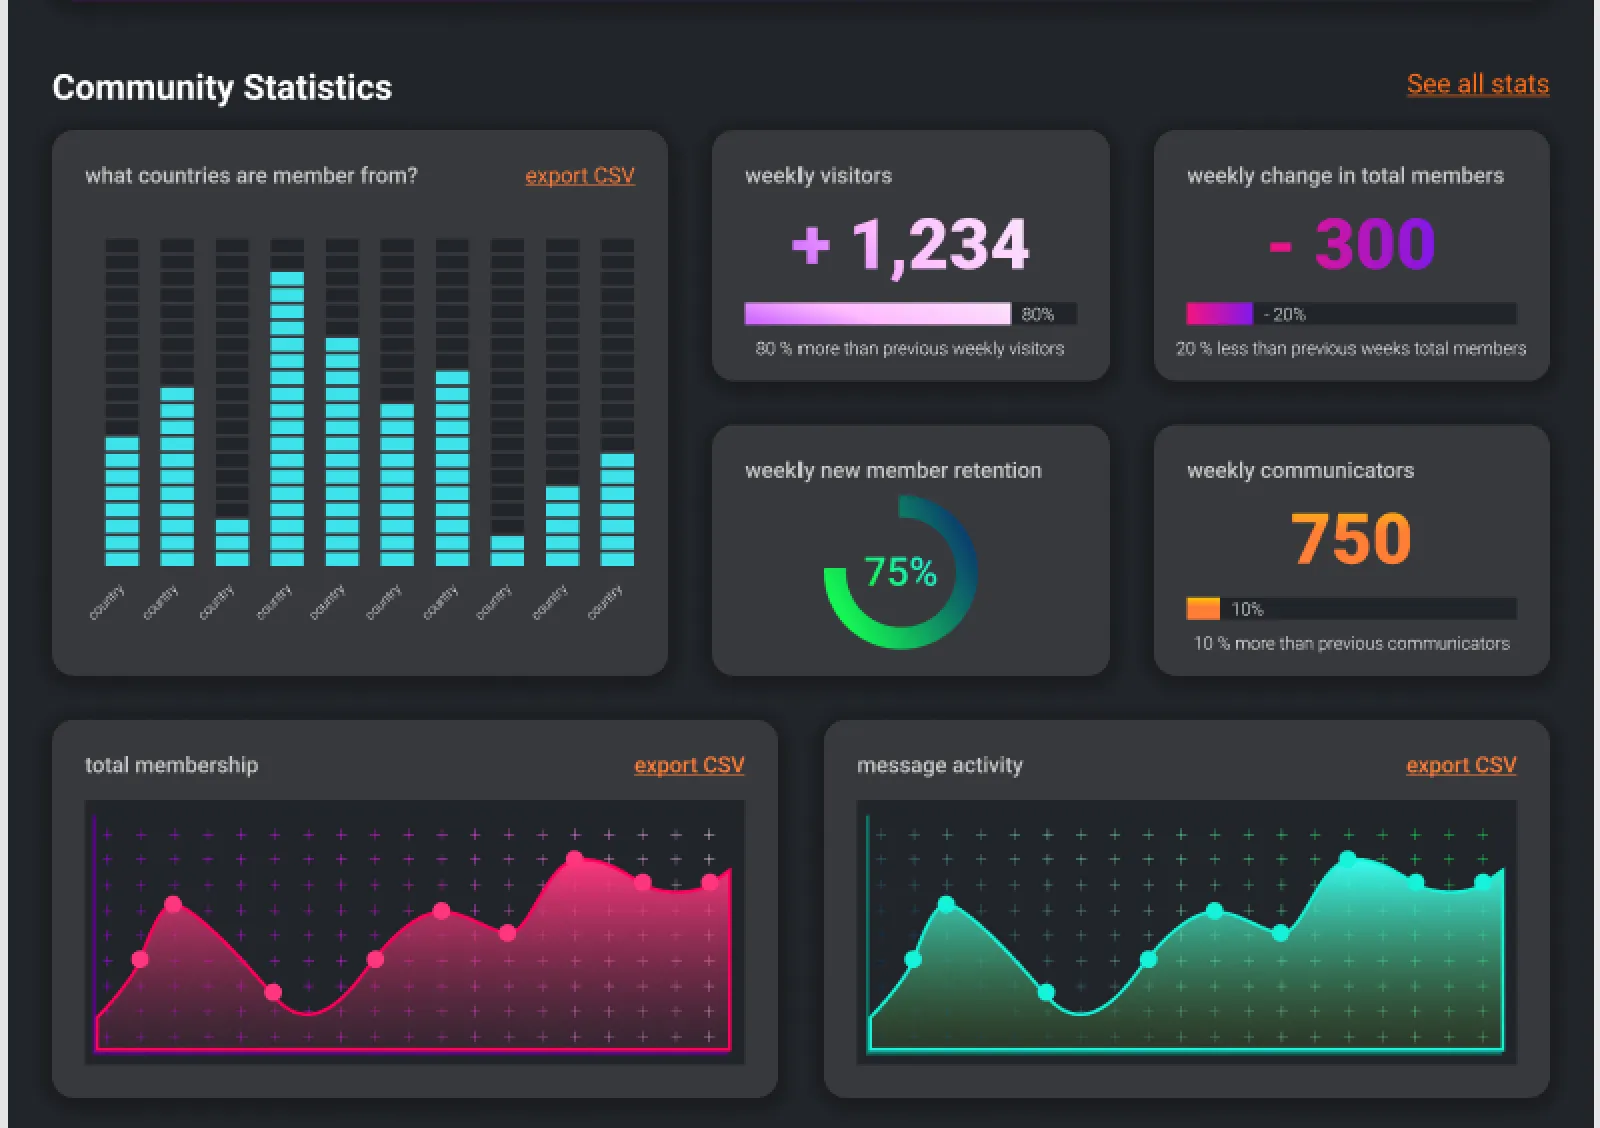 Community Statistics
See all stats
what countries are member from?
export CSV
country
country
country
country
country
country
country
country
country
country
weekly visitors
+ 1,234
80%
80 % more than previous weekly visitors
weekly change in total members
- 300
- 20%
20 % less than previous weeks total members
weekly new member retention
75%
weekly communicators
750
10%
10 % more than previous communicators
total membership
export CSV
message activity
export CSV